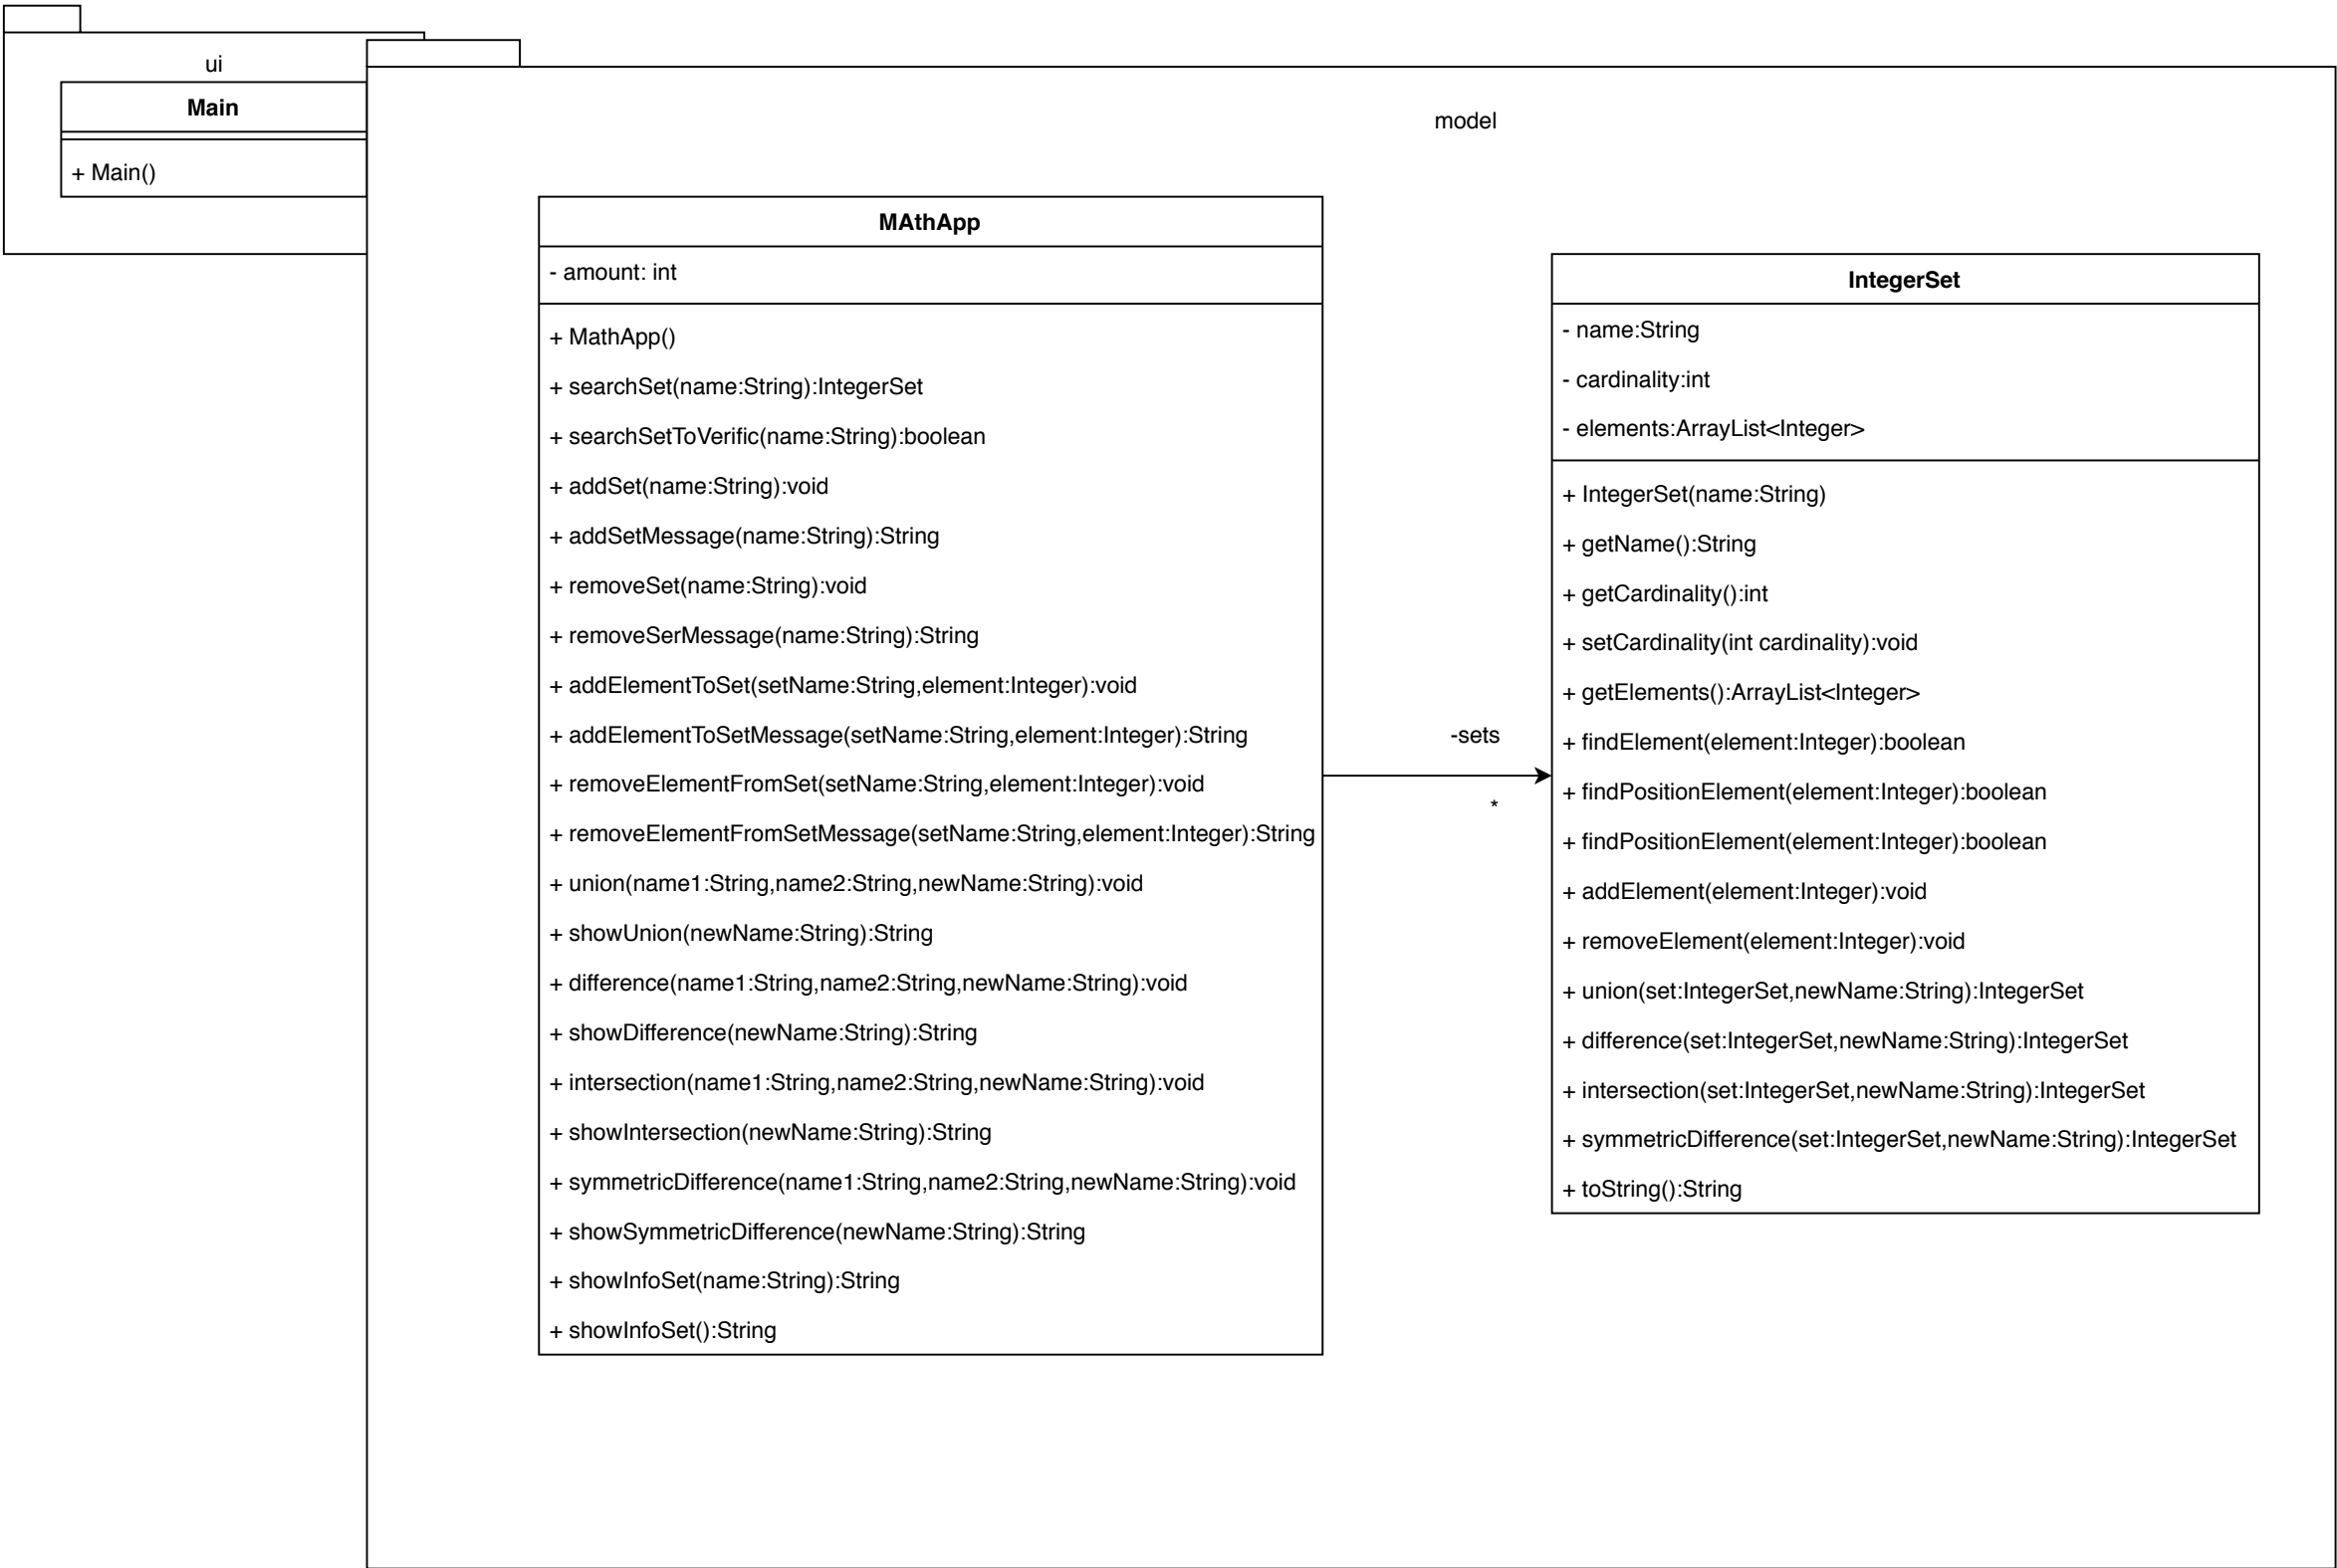 ui
Main
+ Main()
model
MAthApp
- amount: int
+ MathApp()
+ searchSet(name:String):IntegerSet
+ searchSetToVerific(name:String):boolean
+ addSet(name:String):void
+ addSetMessage(name:String):String
+ removeSet(name:String):void
+ removeSerMessage(name:String):String
+ addElementToSet(setName:String,element:Integer):void
+ addElementToSetMessage(setName:String,element:Integer):String
+ removeElementFromSet(setName:String,element:Integer):void
+ removeElementFromSetMessage(setName:String,element:Integer):String
+ union(name1:String,name2:String,newName:String):void
+ showUnion(newName:String):String
+ difference(name1:String,name2:String,newName:String):void
+ showDifference(newName:String):String
+ intersection(name1:String,name2:String,newName:String):void
+ showIntersection(newName:String):String
+ symmetricDifference(name1:String,name2:String,newName:String):void
+ showSymmetricDifference(newName:String):String
+ showInfoSet(name:String):String
+ showInfoSet():String
-sets
*
IntegerSet
- name:String
- cardinality:int
- elements:ArrayList<Integer>
+ IntegerSet(name:String)
+ getName():String
+ getCardinality():int
+ setCardinality(int cardinality):void
+ getElements():ArrayList<Integer>
+ findElement(element:Integer):boolean
+ findPositionElement(element:Integer):boolean
+ findPositionElement(element:Integer):boolean
+ addElement(element:Integer):void
+ removeElement(element:Integer):void
+ union(set:IntegerSet,newName:String):IntegerSet
+ difference(set:IntegerSet,newName:String):IntegerSet
+ intersection(set:IntegerSet,newName:String):IntegerSet
+ symmetricDifference(set:IntegerSet,newName:String):IntegerSet
+ toString():String